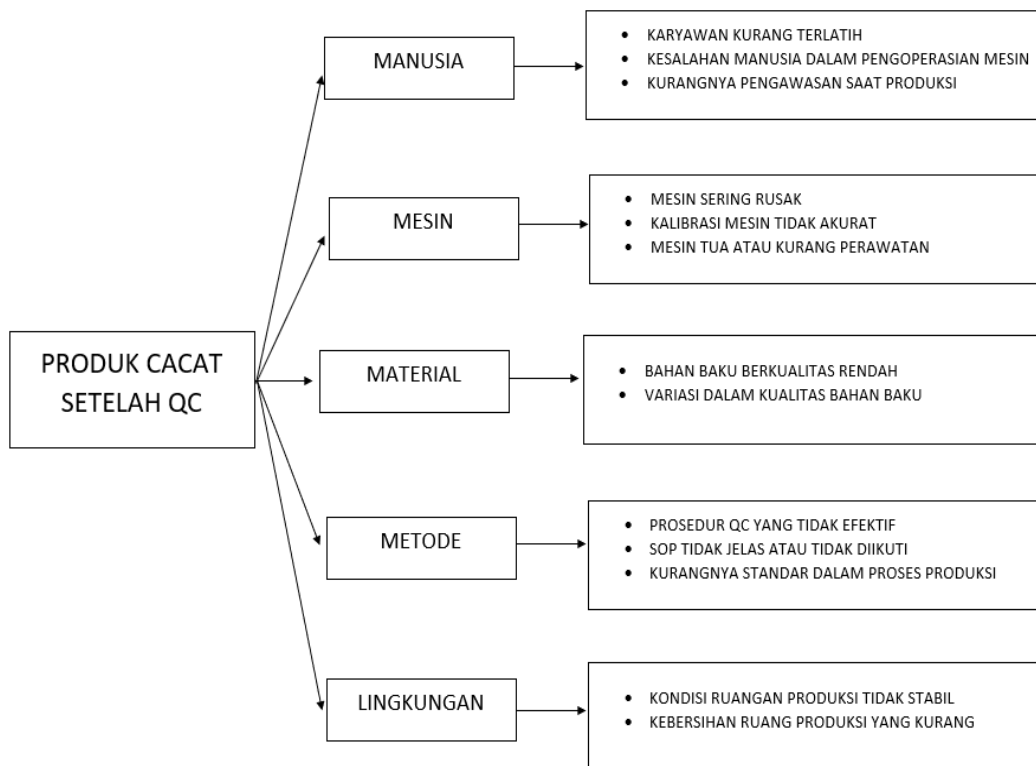 MANUSIA
• KARYAWAN KURANG TERLATIH
• KESALAHAN MANUSIA DALAM PENGOPERASIAN MESIN
• KURANGNYA PENGAWASAN SAAT PRODUKSI
MESIN
• MESIN SERING RUSAK
• KALIBRASI MESIN TIDAK AKURAT
• MESIN TUA ATAU KURANG PERAWATAN
PRODUK CACAT
SETELAH QC
MATERIAL
• BAHAN BAKU BERKUALITAS RENDAH
• VARIASI DALAM KUALITAS BAHAN BAKU
METODE
• PROSEDUR QC YANG TIDAK EFEKTIF
• SOP TIDAK JELAS ATAU TIDAK DIIKUTI
• KURANGNYA STANDAR DALAM PROSES PRODUKSI
LINGKUNGAN
• KONDISI RUANGAN PRODUKSI TIDAK STABIL
• KEBERSIHAN RUANG PRODUKSI YANG KURANG